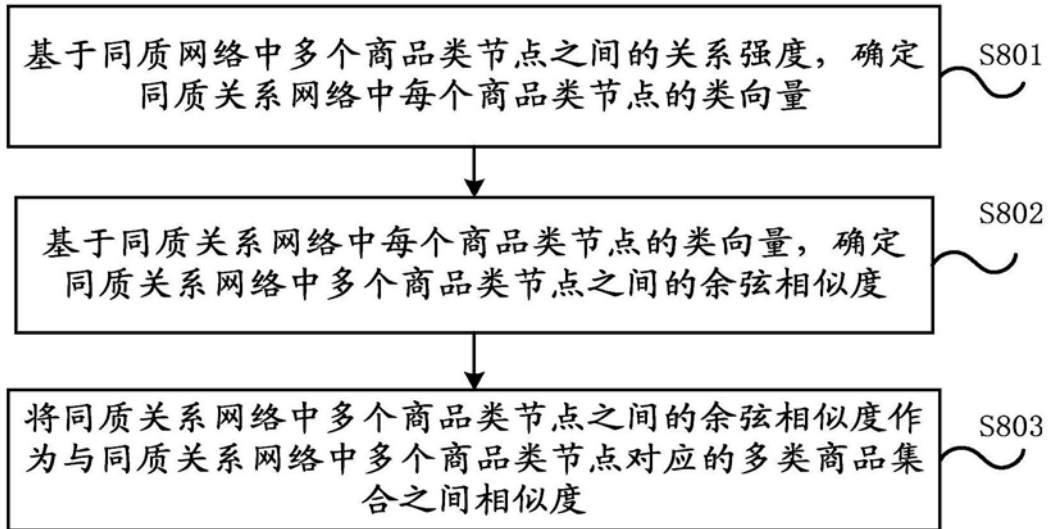 基于同质网络中多个商品类节点之间的关系强度，确定
同质关系网络中每个商品类节点的类向量
S801
基于同质关系网络中每个商品类节点的类向量，确定
同质关系网络中多个商品类节点之间的余弦相似度
S802
将同质关系网络中多个商品类节点之间的余弦相似度作
为与同质关系网络中多个商品类节点对应的多类商品集
合之间相似度
S803